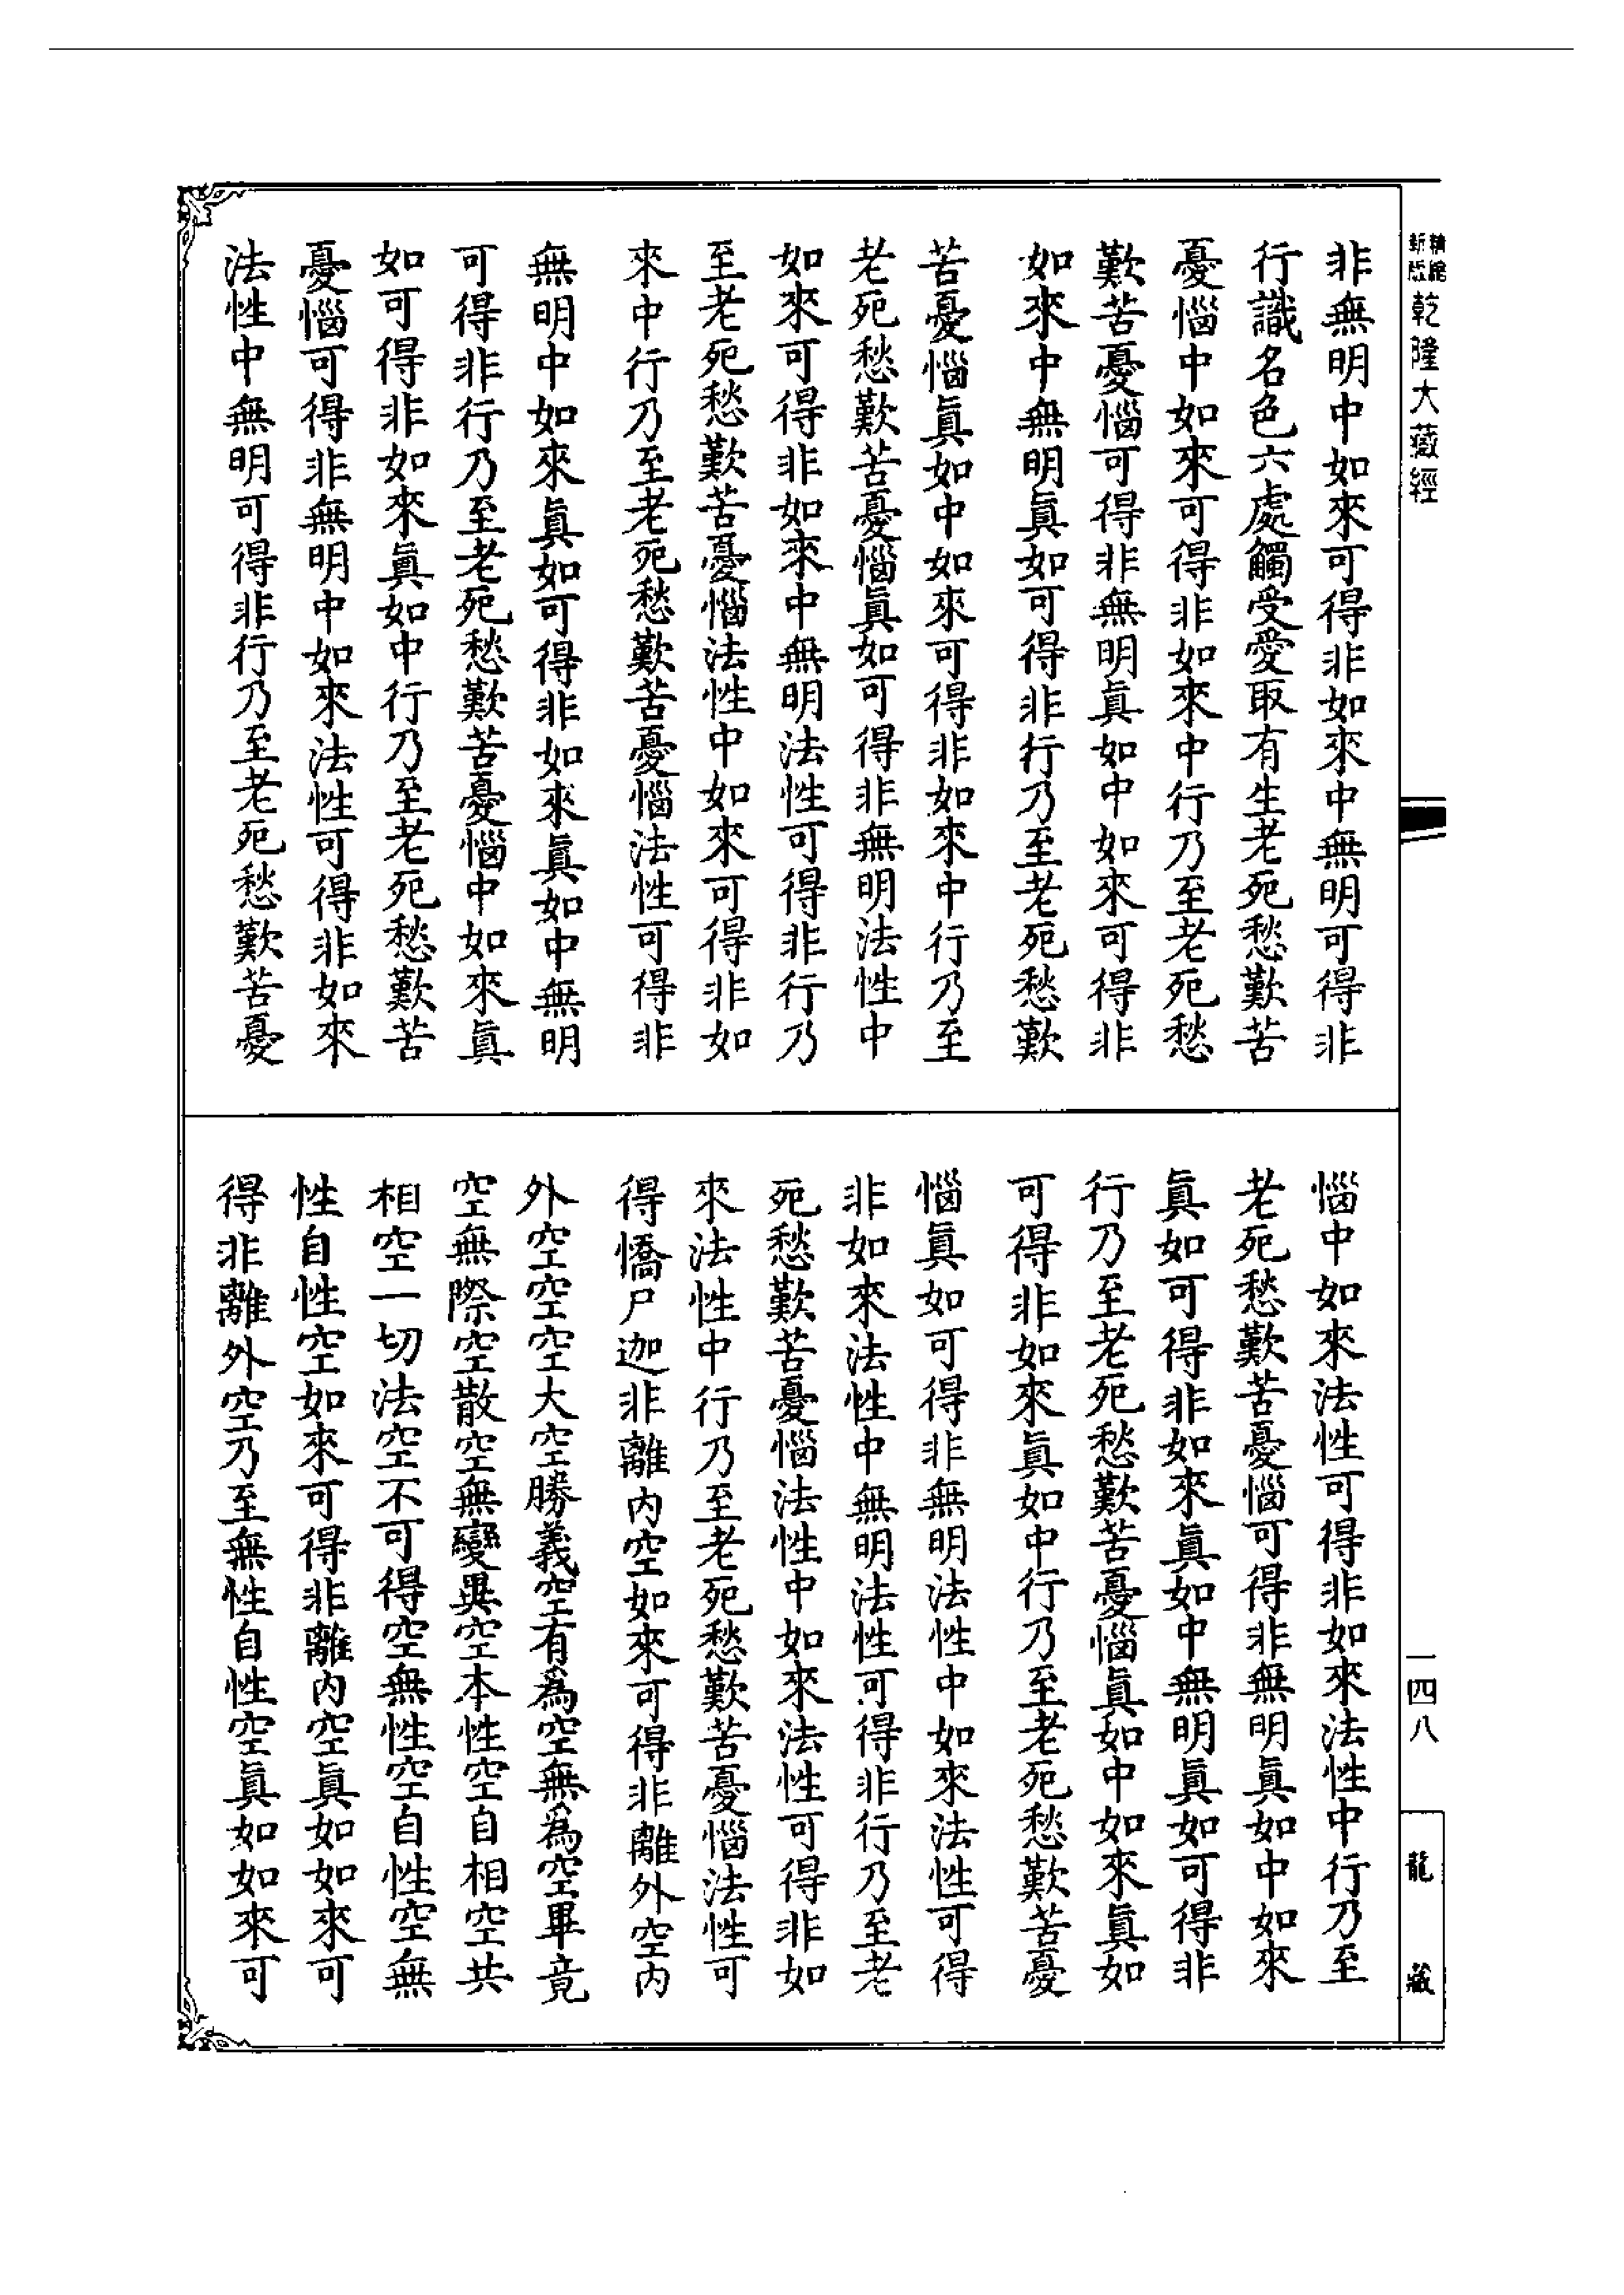 精縮新版 乾隆大藏經
非無明中如來可得非如來中無明可得非
行識名色六處觸受愛取有生老死愁歎苦
憂惱中如來可得非如來中行乃至老死愁
歎苦憂惱可得非無明眞如中如來可得非
如來中無明眞如可得非行乃至老死愁歎
苦憂惱眞如中如來可得非如來中行乃至
老死愁歎苦憂惱眞如可得非無明法性中
如來可得非如來中無明法性可得非行乃
至老死愁歎苦憂惱法性中如來可得非如
來中行乃至老死愁歎苦憂惱法性可得非
無明中如來眞如可得非如來眞如中無明
可得非行乃至老死愁歎苦憂惱中如來眞
如可得非如來眞如中行乃至老死愁歎苦
憂惱可得非無明中如來法性可得非如來
法性中無明可得非行乃至老死愁歎苦憂
惱中如來法性可得非如來法性中行乃至
老死愁歎苦憂惱可得非無明眞如中如來
眞如可得非如來眞如中無明眞如可得非
行乃至老死愁歎苦憂惱眞如中如來眞如
可得非如來眞如中行乃至老死愁歎苦憂
惱眞如可得非無明法性中如來法性可得
非如來法性中無明法性可得非行乃至老
死愁歎苦憂惱法性中如來法性可得非如
來法性中行乃至老死愁歎苦憂惱法性可
得憍尸迦非離內空如來可得非離外空內
外空空空大空勝義空有爲空無爲空畢竟
空無際空散空無變異空本性空自相空共
相空一切法空不可得空無性空自性空無
性自性空如來可得非離內空眞如如來可
得非離外空乃至無性自性空眞如如來可
一四八
龍藏